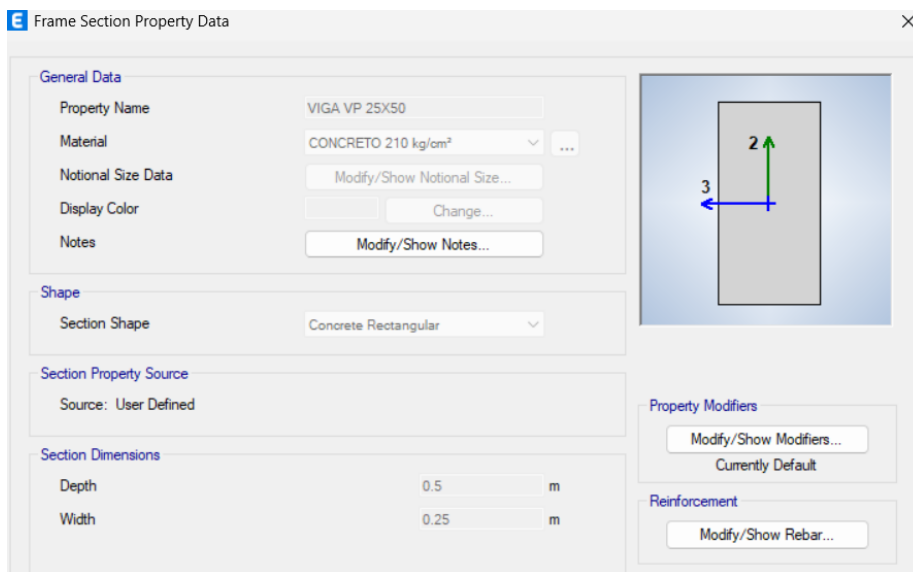 E Frame Section Property Data
General Data
Property Name VIGA VP 25X50
Material CONCRETO 210 kg/cm² ...
Notional Size Data Modify/Show Notional Size...
Display Color Change...
Notes Modify/Show Notes...
2
3
Shape
Section Shape Concrete Rectangular
Section Property Source
Source: User Defined
Property Modifiers
Modify/Show Modifiers...
Currently Default
Section Dimensions
Depth 0.5 m
Width 0.25 m
Reinforcement
Modify/Show Rebar...